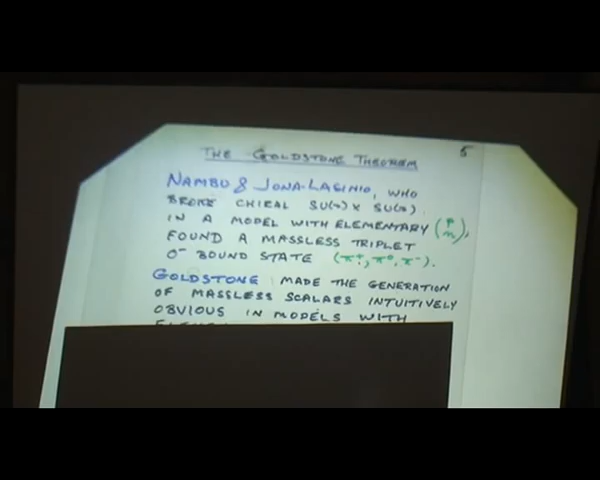 THE GOLDSTONE THEOREM 5
NAMBU & JONA-LASINIO, WHO
BROKE CHIRAL SU(2) X SU(2)
IN A MODEL WITH ELEMENTARY (p n),
FOUND A MASSLESS TRIPLET
0⁻ BOUND STATE (π⁺, π⁰, π⁻).
GOLDSTONE MADE THE GENERATION
OF MASSLESS SCALARS INTUITIVELY
OBVIOUS IN MODELS WITH